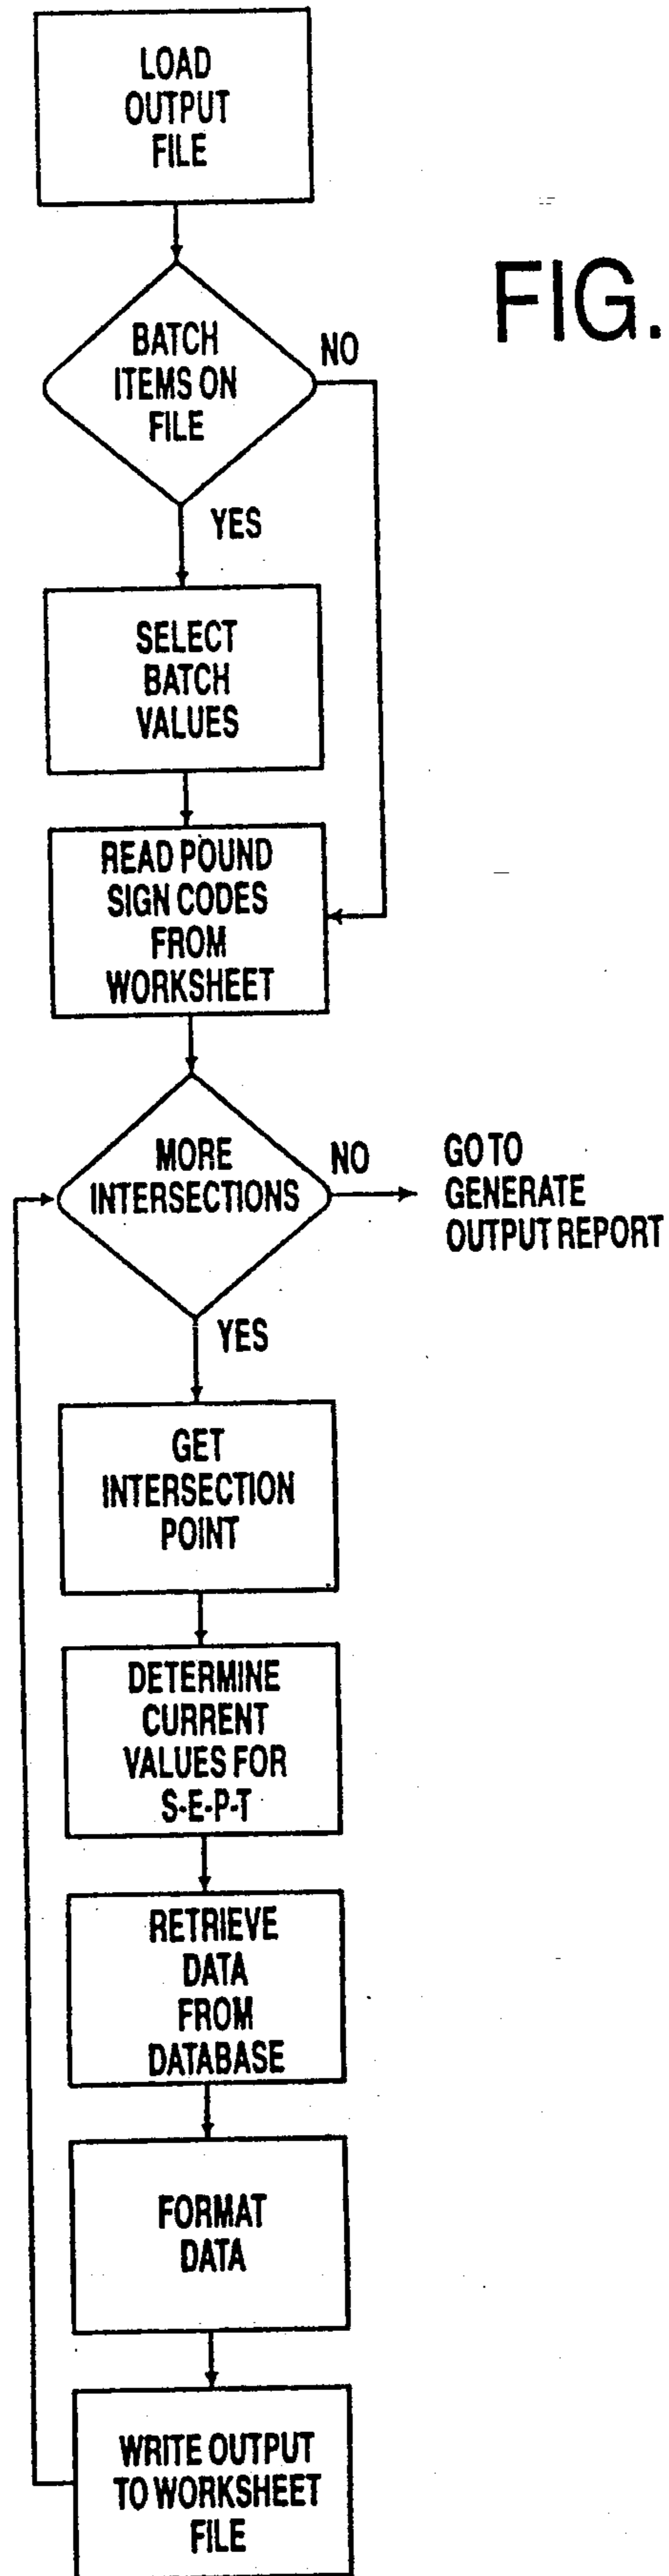 LOAD
OUTPUT
FILE
FIG.
BATCH
ITEMS ON
FILE
NO
YES
SELECT
BATCH
VALUES
READ POUND
SIGN CODES
FROM
WORKSHEET
MORE
INTERSECTIONS
NO
GO TO
GENERATE
OUTPUT REPORT
YES
GET
INTERSECTION
POINT
DETERMINE
CURRENT
VALUES FOR
S-E-P-T
RETRIEVE
DATA
FROM
DATABASE
FORMAT
DATA
WRITE OUTPUT
TO WORKSHEET
FILE